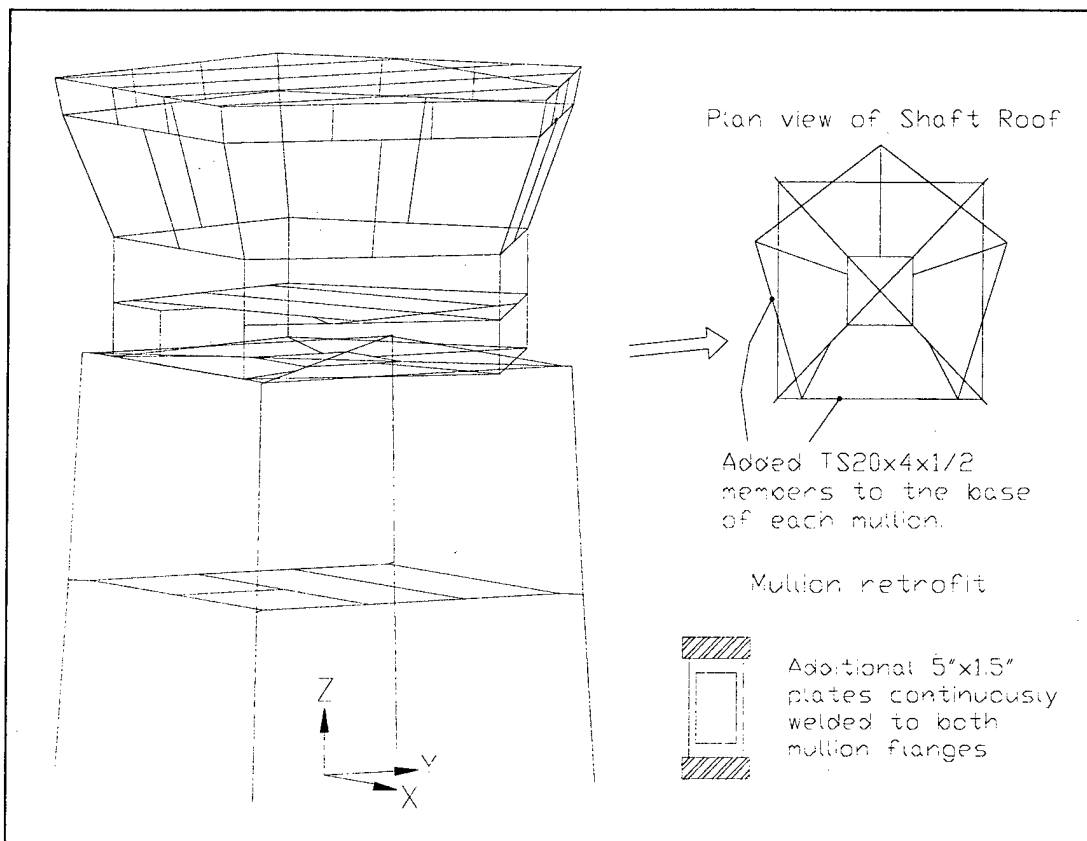 Plan view of Shaft Roof
Added TS20x4x1/2
members to the base
of each mullion.
Mullion retrofit
Additional 5"x1.5"
plates continuously
welded to both
mullion flanges
Z
Y
X